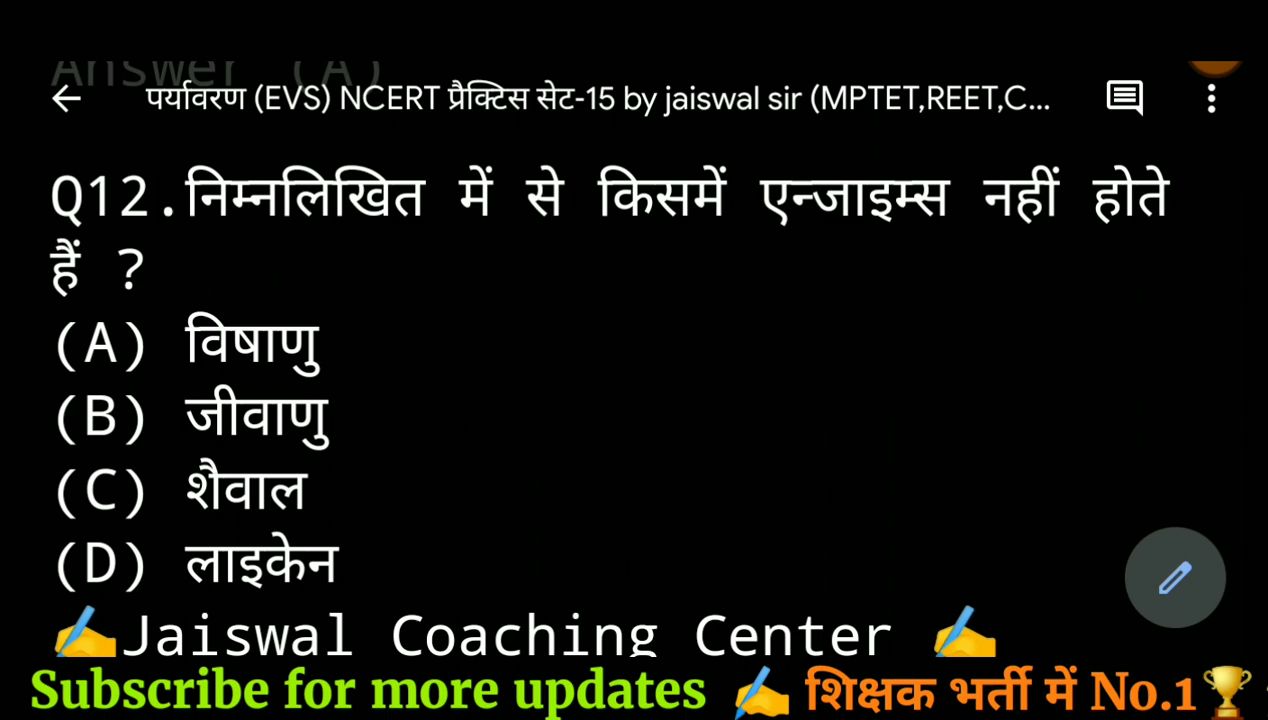 Answer (A)
पर्यावरण (EVS) NCERT प्रैक्टिस सेट-15 by jaiswal sir (MPTET,REET,C...
Q12.निम्नलिखित में से किसमें एन्जाइम्स नहीं होते
हैं ?
(A) विषाणु
(B) जीवाणु
(C) शैवाल
(D) लाइकेन
✍Jaiswal Coaching Center ✍
Subscribe for more updates ✍ शिक्षक भर्ती में No.1🏆